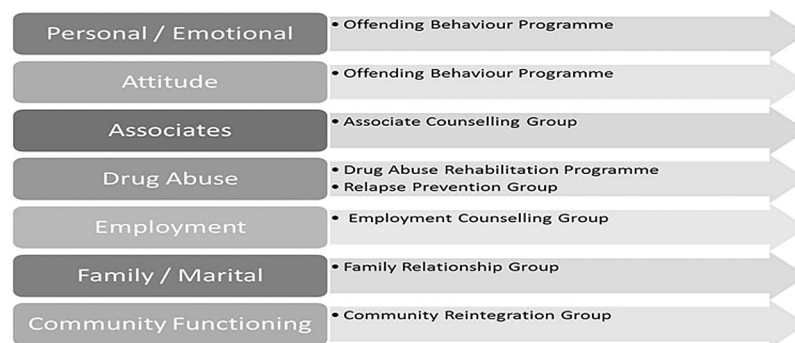 Personal / Emotional
• Offending Behaviour Programme
Attitude
• Offending Behaviour Programme
Associates
• Associate Counselling Group
Drug Abuse
• Drug Abuse Rehabilitation Programme
• Relapse Prevention Group
Employment
• Employment Counselling Group
Family / Marital
• Family Relationship Group
Community Functioning
• Community Reintegration Group